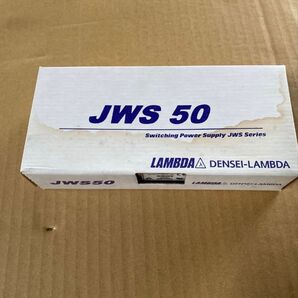 JWS 50
Switching Power Supply JWS Series
LAMBDA DENSEI-LAMBDA
JWS50